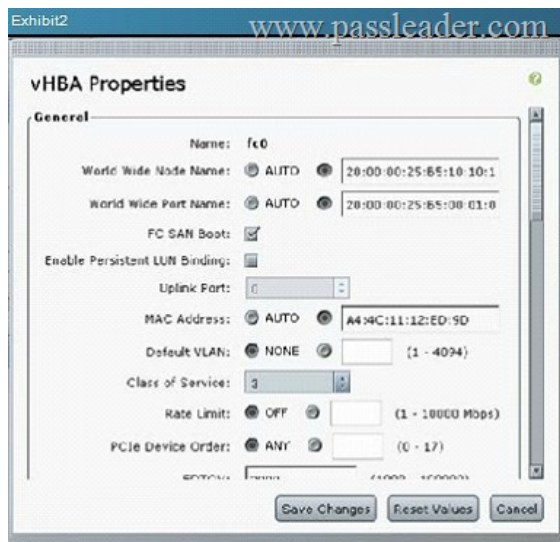 Exhibit2
www.passleader.com
vHBA Properties
General
Name: fc0
World Wide Node Name: AUTO 20:00:00:25:B5:10:10:1
World Wide Port Name: AUTO 20:00:00:25:B5:00:01:0
FC SAN Boot:
Enable Persistent LUN Binding:
Uplink Port: 0
MAC Address: AUTO A4:4C:11:12:ED:9D
Default VLAN: NONE (1 - 4094)
Class of Service: 3
Rate Limit: OFF (1 - 10000 Mbps)
PCIe Device Order: ANY (0 - 17)
Save Changes Reset Values Cancel